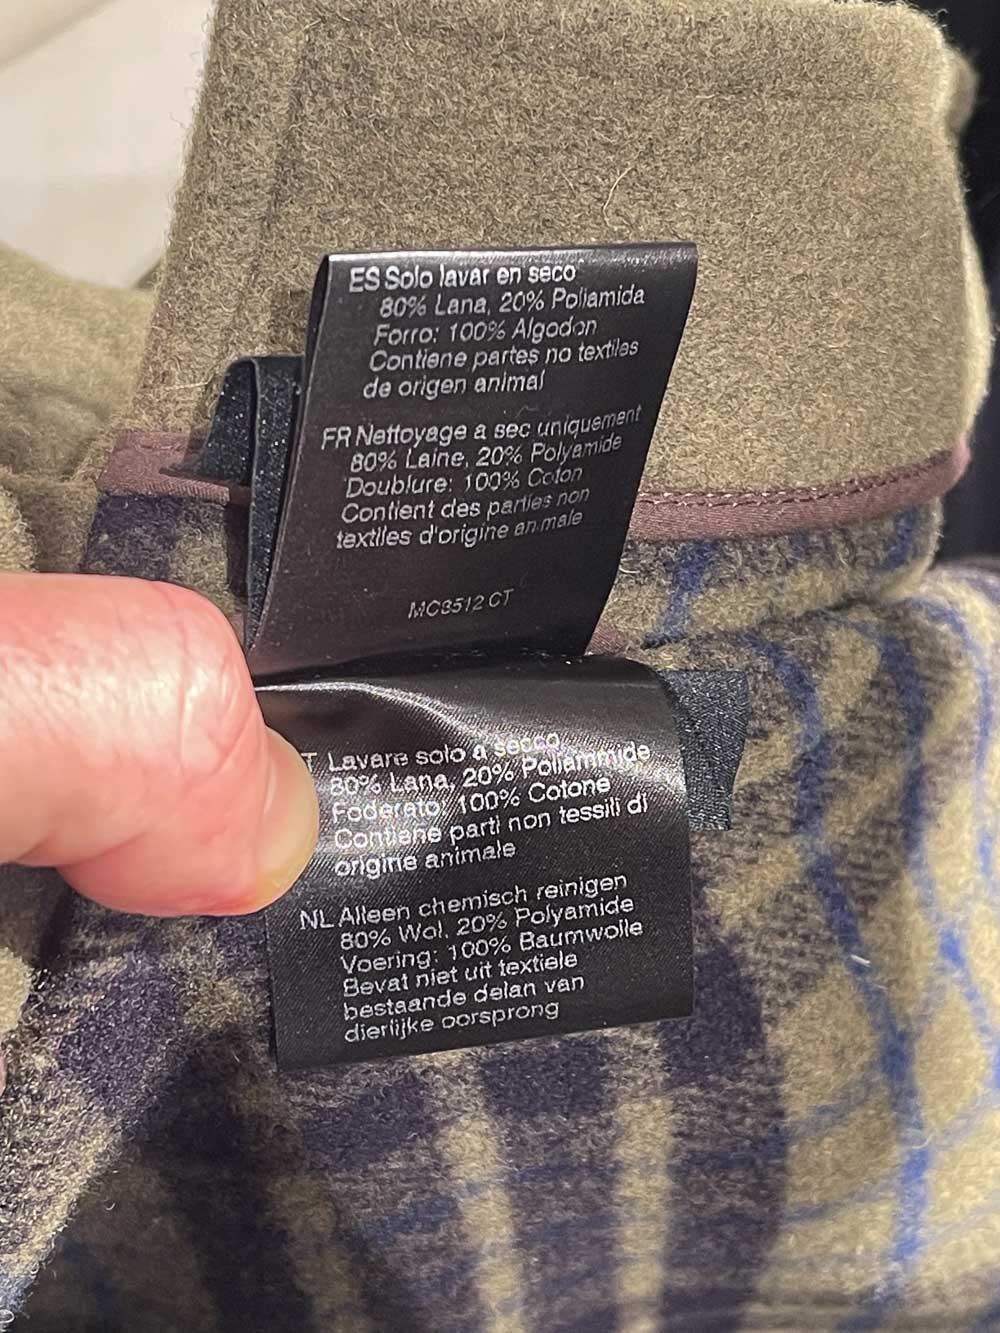 ES Solo lavar en seco
80% Lana, 20% Poliamida
Forro: 100% Algodon
Contiene partes no textiles
de origen animal
FR Nettoyage a sec uniquement
80% Laine, 20% Polyamide
Doublure: 100% Coton
Contient des parties non
textiles d'origine animale
MC3512 CT
T Lavare solo a secco
80% Lana, 20% Poliammide
Foderato: 100% Cotone
Contiene parti non tessili di
origine animale
NL Alleen chemisch reinigen
80% Wol, 20% Polyamide
Voering: 100% Baumwolle
Bevat niet uit textiele
bestaande delan van
dierlijke oorsprong